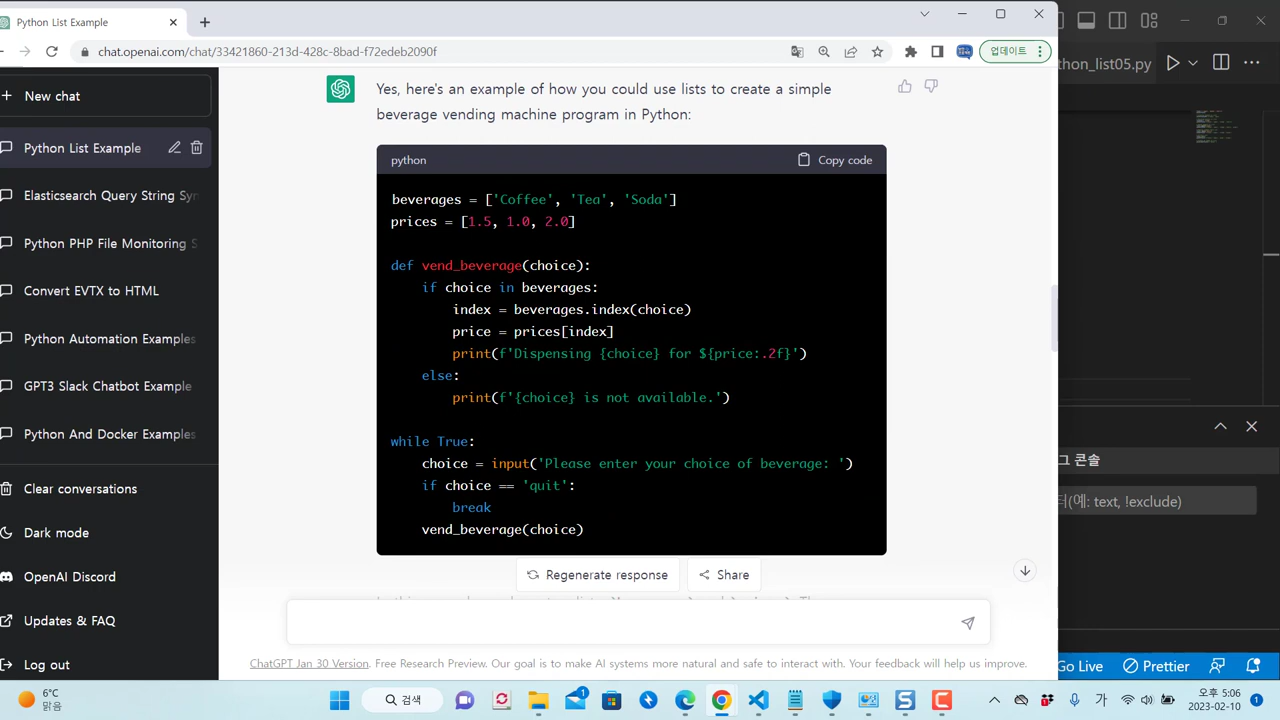 Python List Example
thon_list05.py
chat.openai.com/chat/33421860-213d-428c-8bad-f72edeb2090f
업데이트
New chat
Python List Example
Elasticsearch Query String Sy
Python PHP File Monitoring S
Convert EVTX to HTML
Python Automation Examples
GPT3 Slack Chatbot Example
Python And Docker Examples
Clear conversations
Dark mode
OpenAI Discord
Updates & FAQ
Log out
Yes, here's an example of how you could use lists to create a simple
beverage vending machine program in Python:
python
Copy code
beverages = ['Coffee', 'Tea', 'Soda']
prices = [1.5, 1.0, 2.0]
def vend_beverage(choice):
if choice in beverages:
index = beverages.index(choice)
price = prices[index]
print(f'Dispensing {choice} for ${price:.2f}')
else:
print(f'{choice} is not available.')
while True:
choice = input('Please enter your choice of beverage: ')
if choice == 'quit':
break
vend_beverage(choice)
Regenerate response
Share
ChatGPT Jan 30 Version. Free Research Preview. Our goal is to make AI systems more natural and safe to interact with. Your feedback will help us improve.
그 콘솔
터(예: text, !exclude)
Go Live
Prettier
6°C
맑음
검색
1
가
오후 5:06
2023-02-10
1